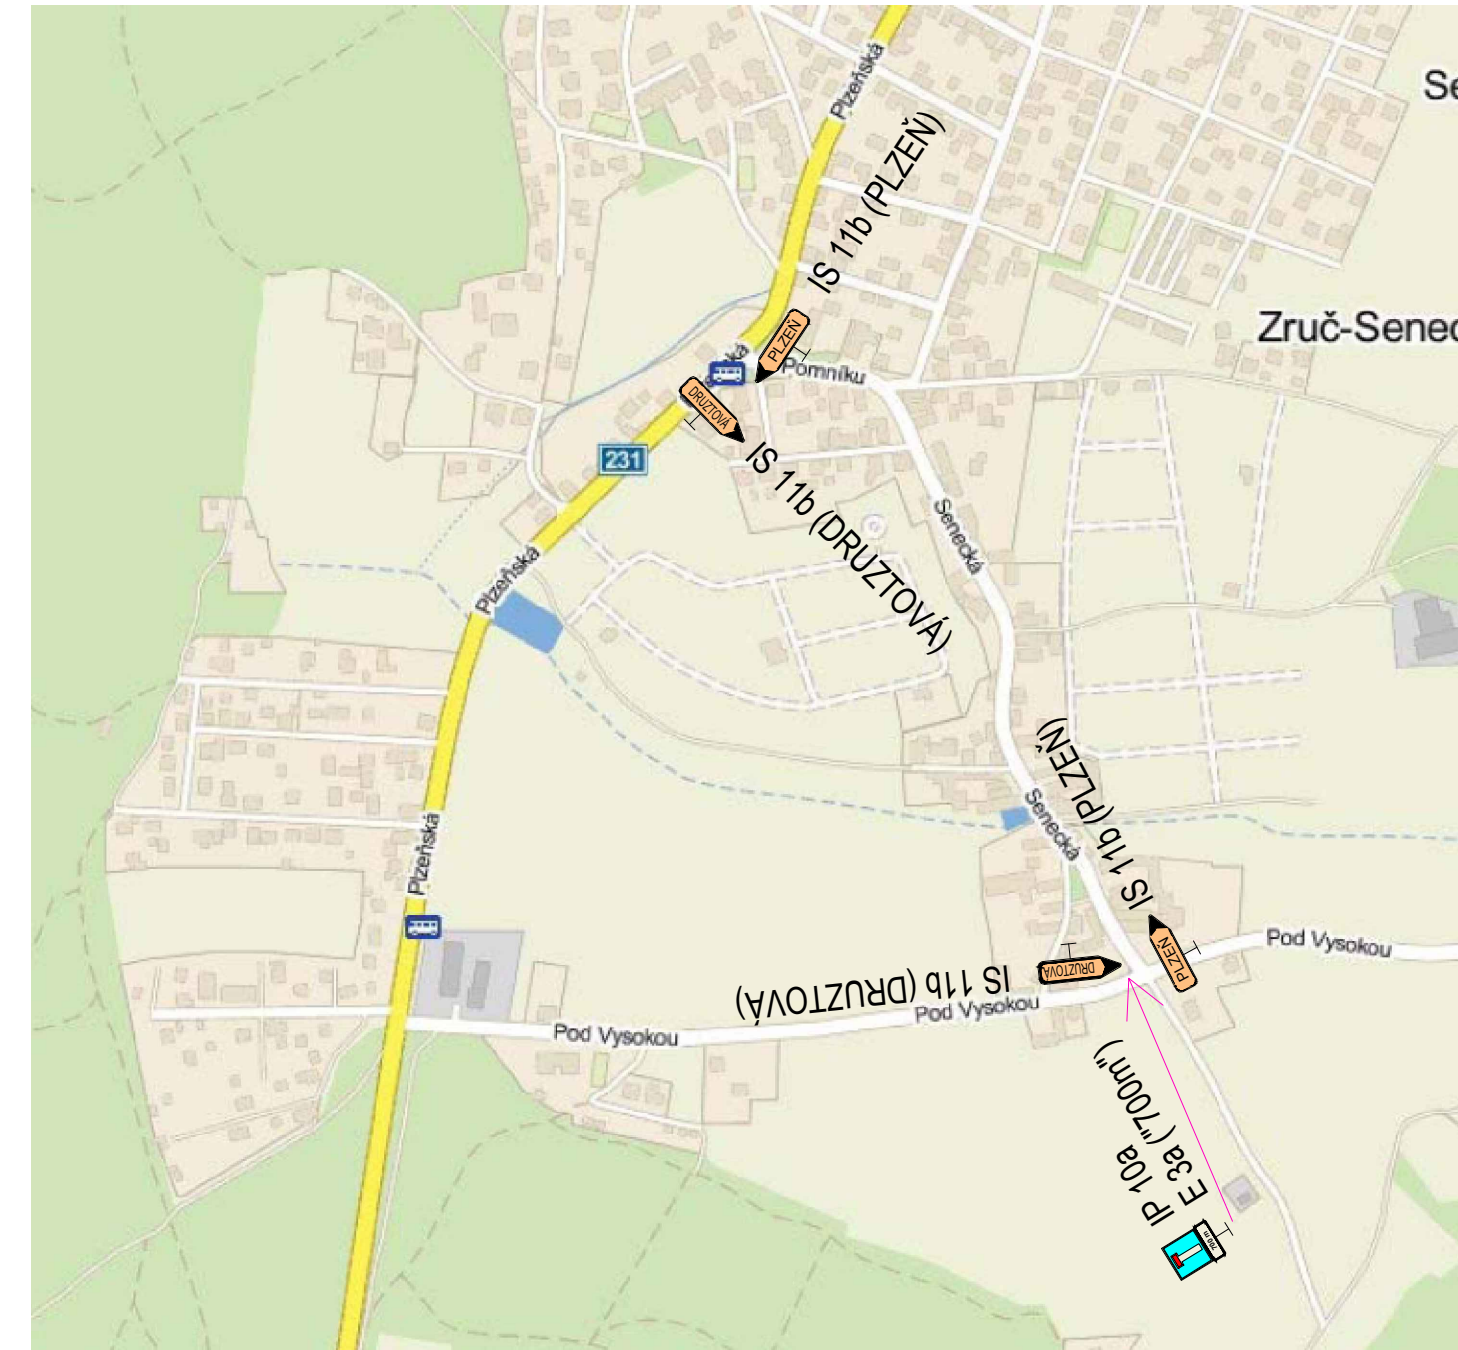 Plzeňská
Se
IS 11b (PLZEŇ)
Zruč-Senec
PLZEŇ
Pomníku
DRUZTOVÁ
231
IS 11b (DRUZTOVÁ)
Senecká
Plzeňská
IS 11b (PLZEŇ)
Senecká
Plzeňská
PLZEŇ
Pod Vysokou
DRUZTOVÁ
IS 11b (DRUZTOVÁ)
Pod Vysokou
Pod Vysokou
IP 10a
E 3a ("700m")
700 m